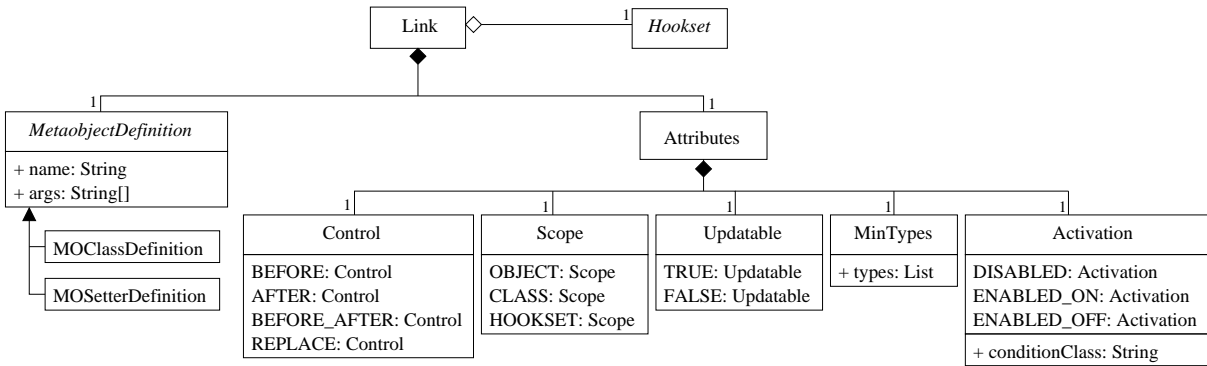 Link
1
Hookset
1
1
MetaobjectDefinition
+ name: String
+ args: String[]
MOClassDefinition
MOSetterDefinition
Attributes
1
1
1
1
1
Control
BEFORE: Control
AFTER: Control
BEFORE_AFTER: Control
REPLACE: Control
Scope
OBJECT: Scope
CLASS: Scope
HOOKSET: Scope
Updatable
TRUE: Updatable
FALSE: Updatable
MinTypes
+ types: List
Activation
DISABLED: Activation
ENABLED_ON: Activation
ENABLED_OFF: Activation
+ conditionClass: String